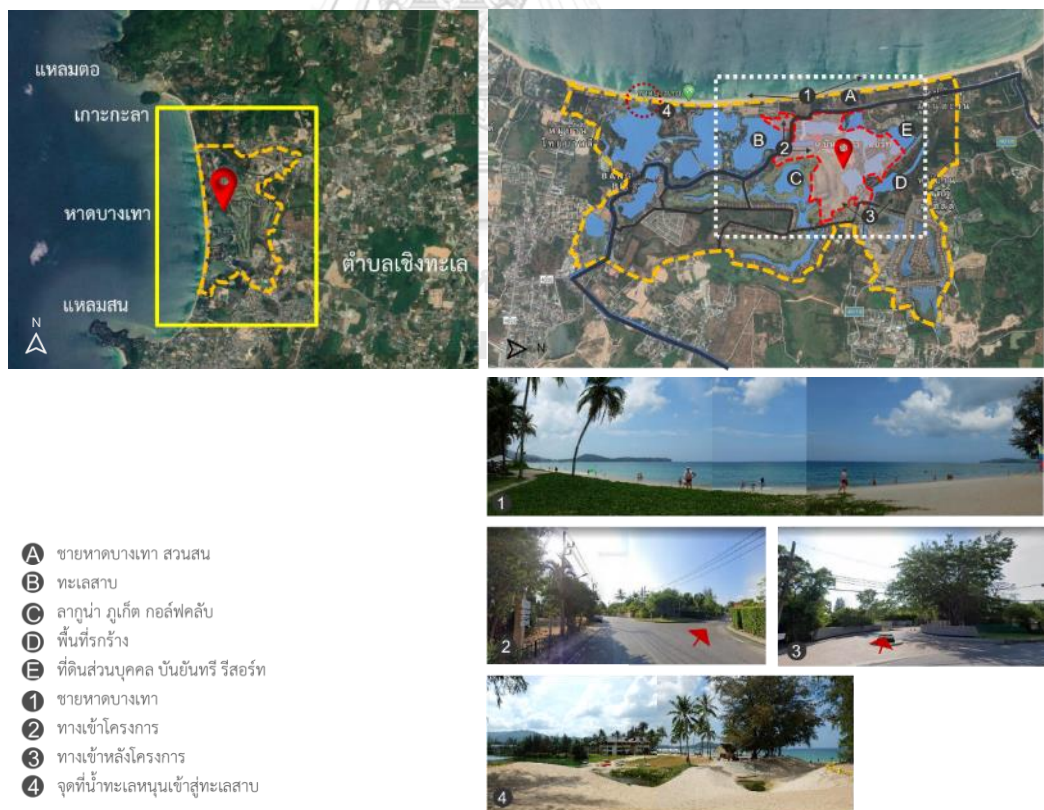 แหลมตอ
เกาะกะลา
หาดบางเทา
ตำบลเชิงทะเล
แหลมสน
N
1
A
4
B
2
E
C
D
3
N
1
2
3
4
A ชายหาดบางเทา สวนสน
B ทะเลสาบ
C ลากูน่า ภูเก็ต กอล์ฟคลับ
D พื้นที่รกร้าง
E ที่ดินส่วนบุคคล บันยันทรี รีสอร์ท
1 ชายหาดบางเทา
2 ทางเข้าโครงการ
3 ทางเข้าหลังโครงการ
4 จุดที่น้ำทะเลหนุนเข้าสู่ทะเลสาบ